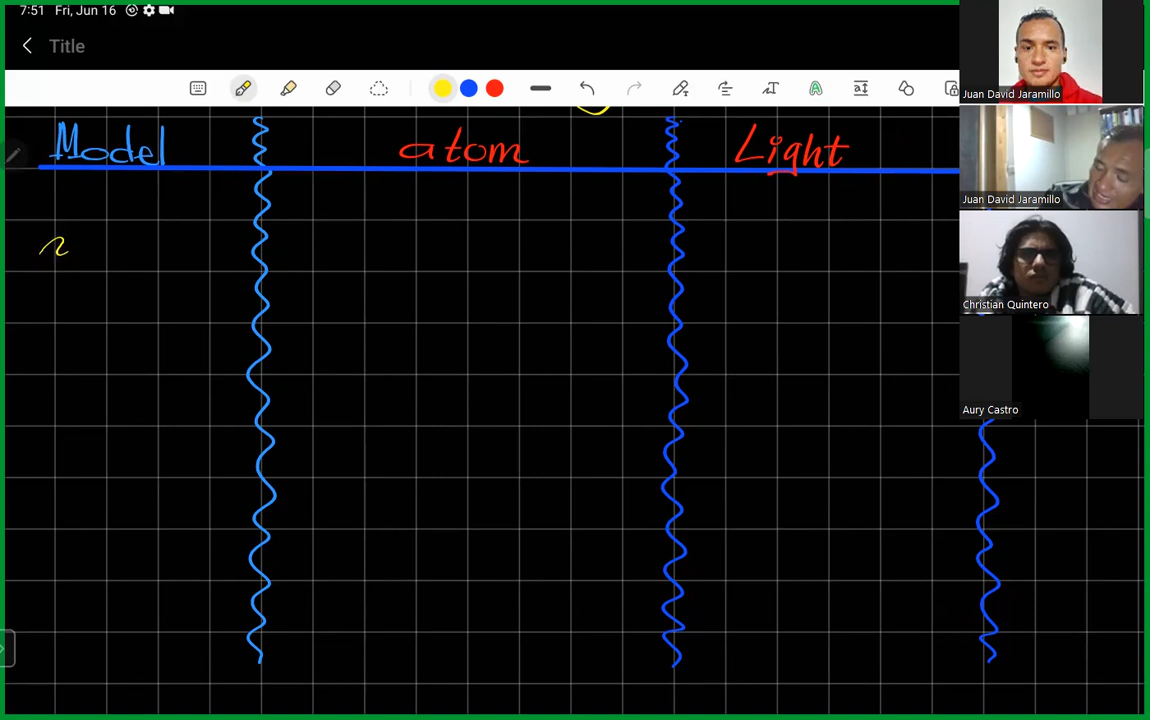 7:51 Fri, Jun 16
Title
Model atom Light
Juan David Jaramillo
Juan David Jaramillo
Christian Quintero
Aury Castro